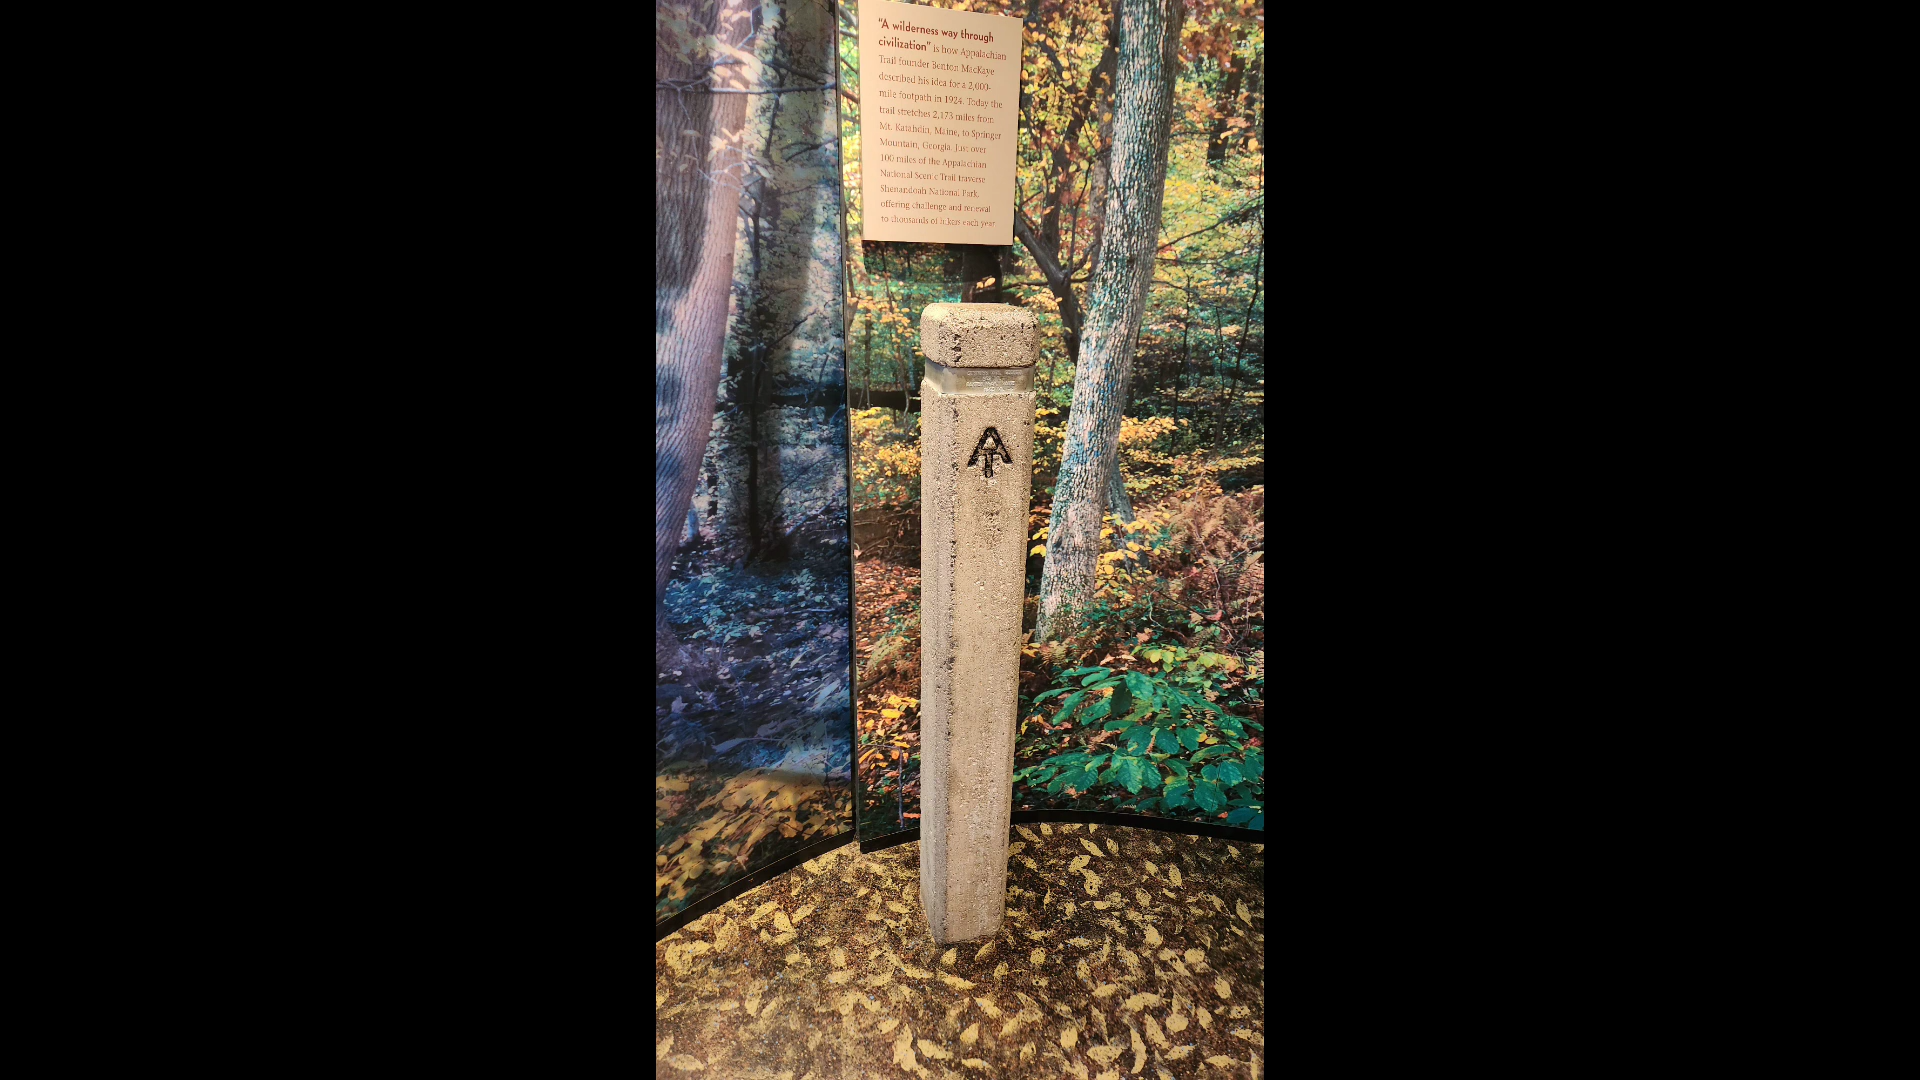 "A wilderness way through
civilization" is how Appalachian
Trail founder Benton MacKaye
described his idea for a 2,000-
mile footpath in 1924. Today the
trail stretches 2,173 miles from
Mt. Katahdin, Maine, to Springer
Mountain, Georgia. Just over
100 miles of the Appalachian
National Scenic Trail traverse
Shenandoah National Park,
offering challenge and renewal
to thousands of hikers each year.
AT